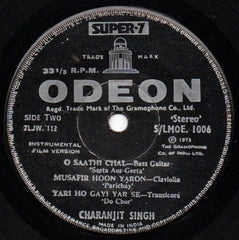 SUPER-7
TRADE MARK
33⅓ R.P.M.
ODEON
Regd. Trade Mark of The Gramophone Co., Ltd.
SIDE TWO
'Stereo'
2LJW.112
S/LMOE. 1006
INSTRUMENTAL
FILM VERSION
℗ 1973
THE GRAMOPHONE
CO. OF INDIA LTD.
O SAATHI CHAL—Bass Guitar
'Seeta Aur Geeta'
MUSAFIR HOON YARON—Claviolia
'Parichay'
YARI HO GAYI YAR SE—Transicord
'Do Chor'
CHARANJIT SINGH
MADE IN INDIA